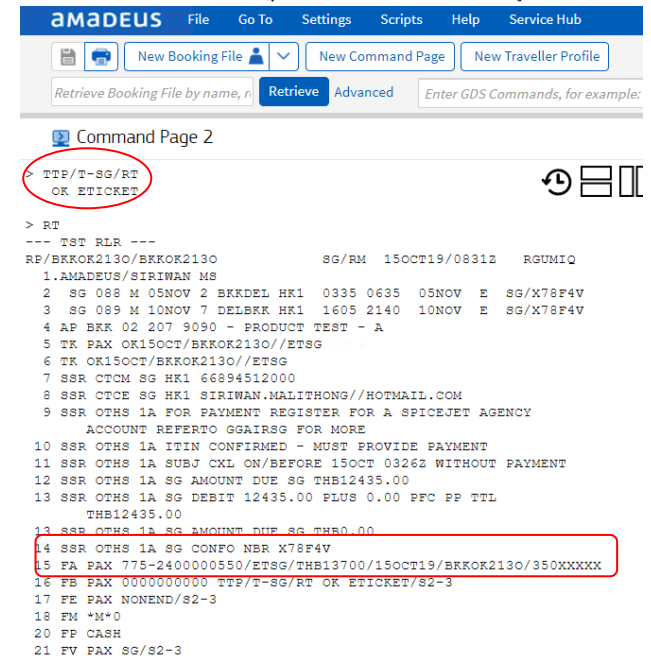 aMaDEUS File Go To Settings Scripts Help Service Hub
New Booking File New Command Page New Traveller Profile
Retrieve Booking File by name, r Retrieve Advanced Enter GDS Commands, for example:
Command Page 2
> TTP/T-SG/RT
OK ETICKET
> RT
--- TST RLR ---
RP/BKKOK213O/BKKOK213O SG/RM 15OCT19/0831Z RGUMIQ
1.AMADEUS/SIRIWAN MS
2 SG 088 M 05NOV 2 BKKDEL HK1 0335 0635 05NOV E SG/X78F4V
3 SG 089 M 10NOV 7 DELBKK HK1 1605 2140 10NOV E SG/X78F4V
4 AP BKK 02 207 9090 - PRODUCT TEST - A
5 TK PAX OK15OCT/BKKOK213O//ETSG
6 TK OK15OCT/BKKOK213O//ETSG
7 SSR CTCM SG HK1 66894512000
8 SSR CTCE SG HK1 SIRIWAN.MALITHONG//HOTMAIL.COM
9 SSR OTHS 1A FOR PAYMENT REGISTER FOR A SPICEJET AGENCY
ACCOUNT REFERTO GGAIRSG FOR MORE
10 SSR OTHS 1A ITIN CONFIRMED - MUST PROVIDE PAYMENT
11 SSR OTHS 1A SUBJ CXL ON/BEFORE 15OCT 0326Z WITHOUT PAYMENT
12 SSR OTHS 1A SG AMOUNT DUE SG THB12435.00
13 SSR OTHS 1A SG DEBIT 12435.00 PLUS 0.00 PFC PP TTL
THB12435.00
13 SSR OTHS 1A SG AMOUNT DUE SG THB0.00
14 SSR OTHS 1A SG CONFO NBR X78F4V
15 FA PAX 775-2400000550/ETSG/THB13700/15OCT19/BKKOK213O/350XXXXX
16 FB PAX 0000000000 TTP/T-SG/RT OK ETICKET/S2-3
17 FE PAX NONEND/S2-3
18 FM *M*0
20 FP CASH
21 FV PAX SG/S2-3